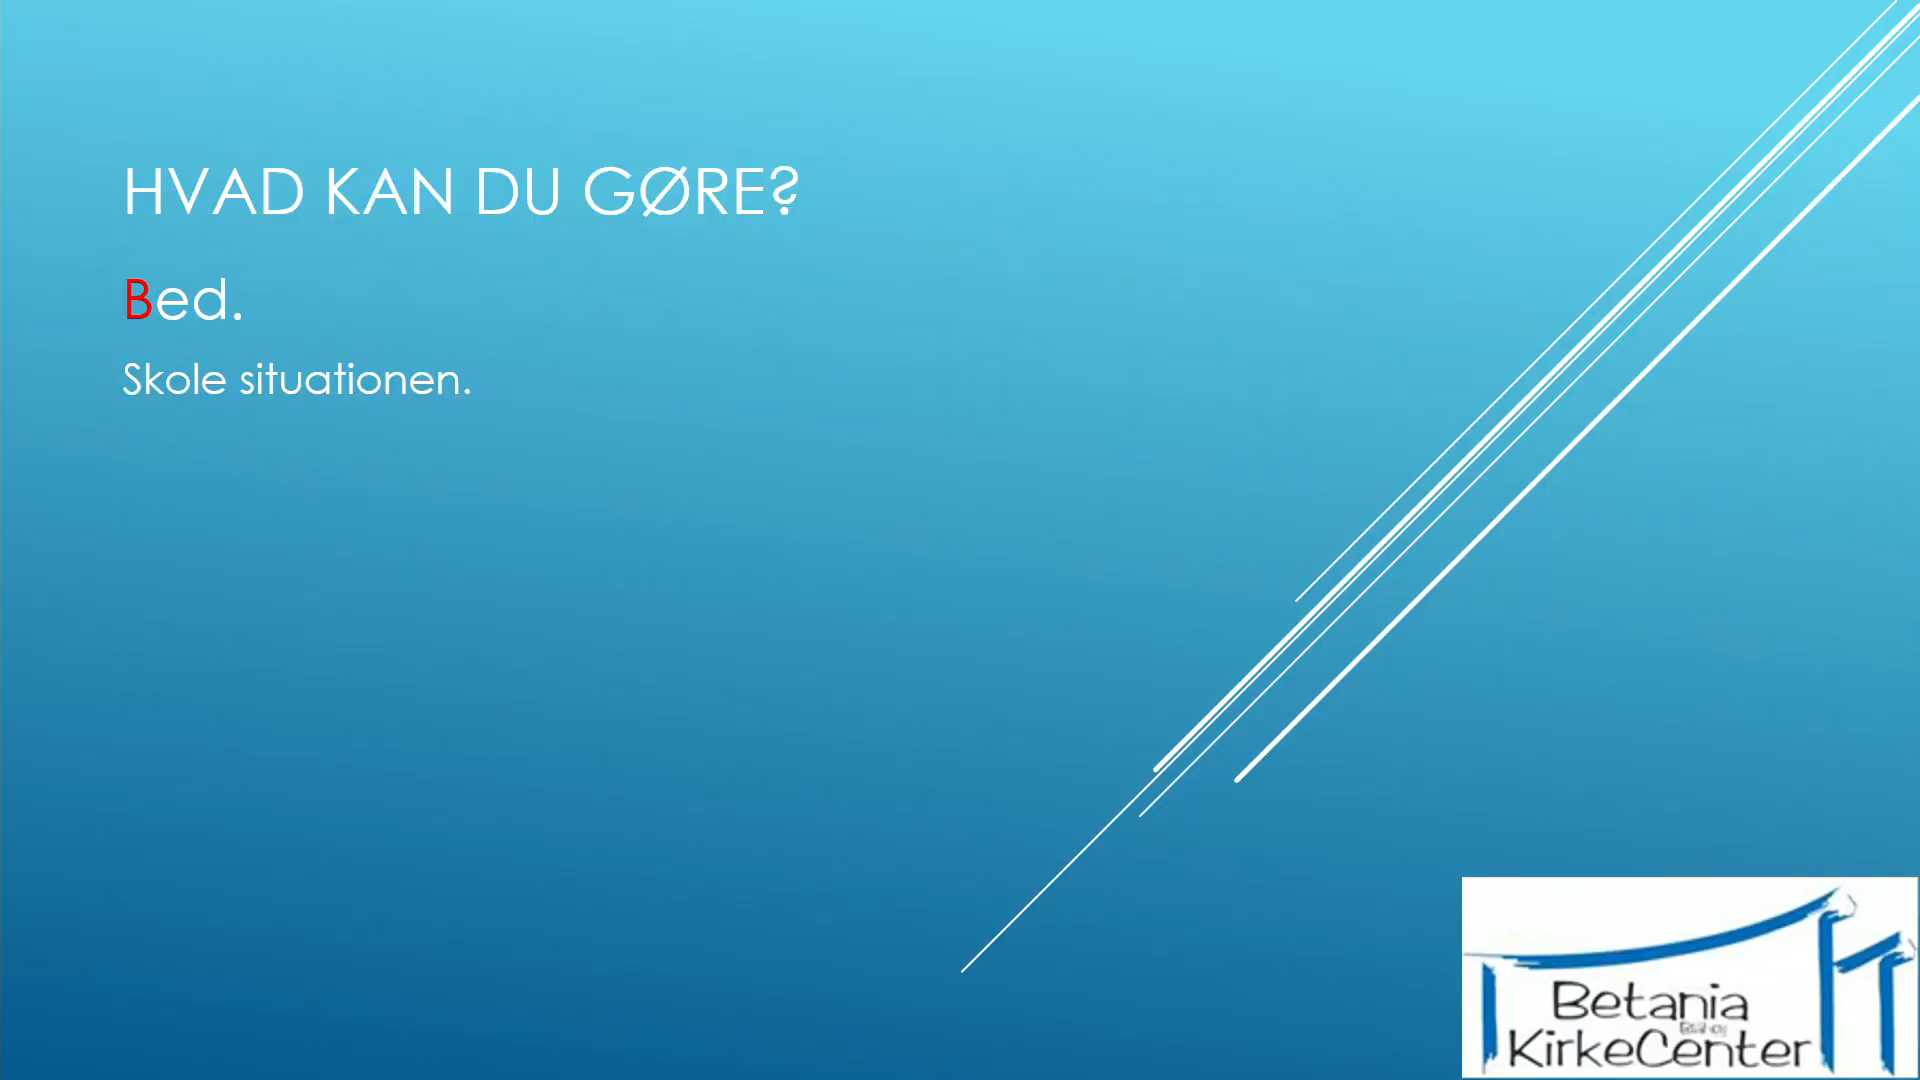 HVAD KAN DU GØRE?
Bed.
Skole situationen.
Betania
KirkeCenter